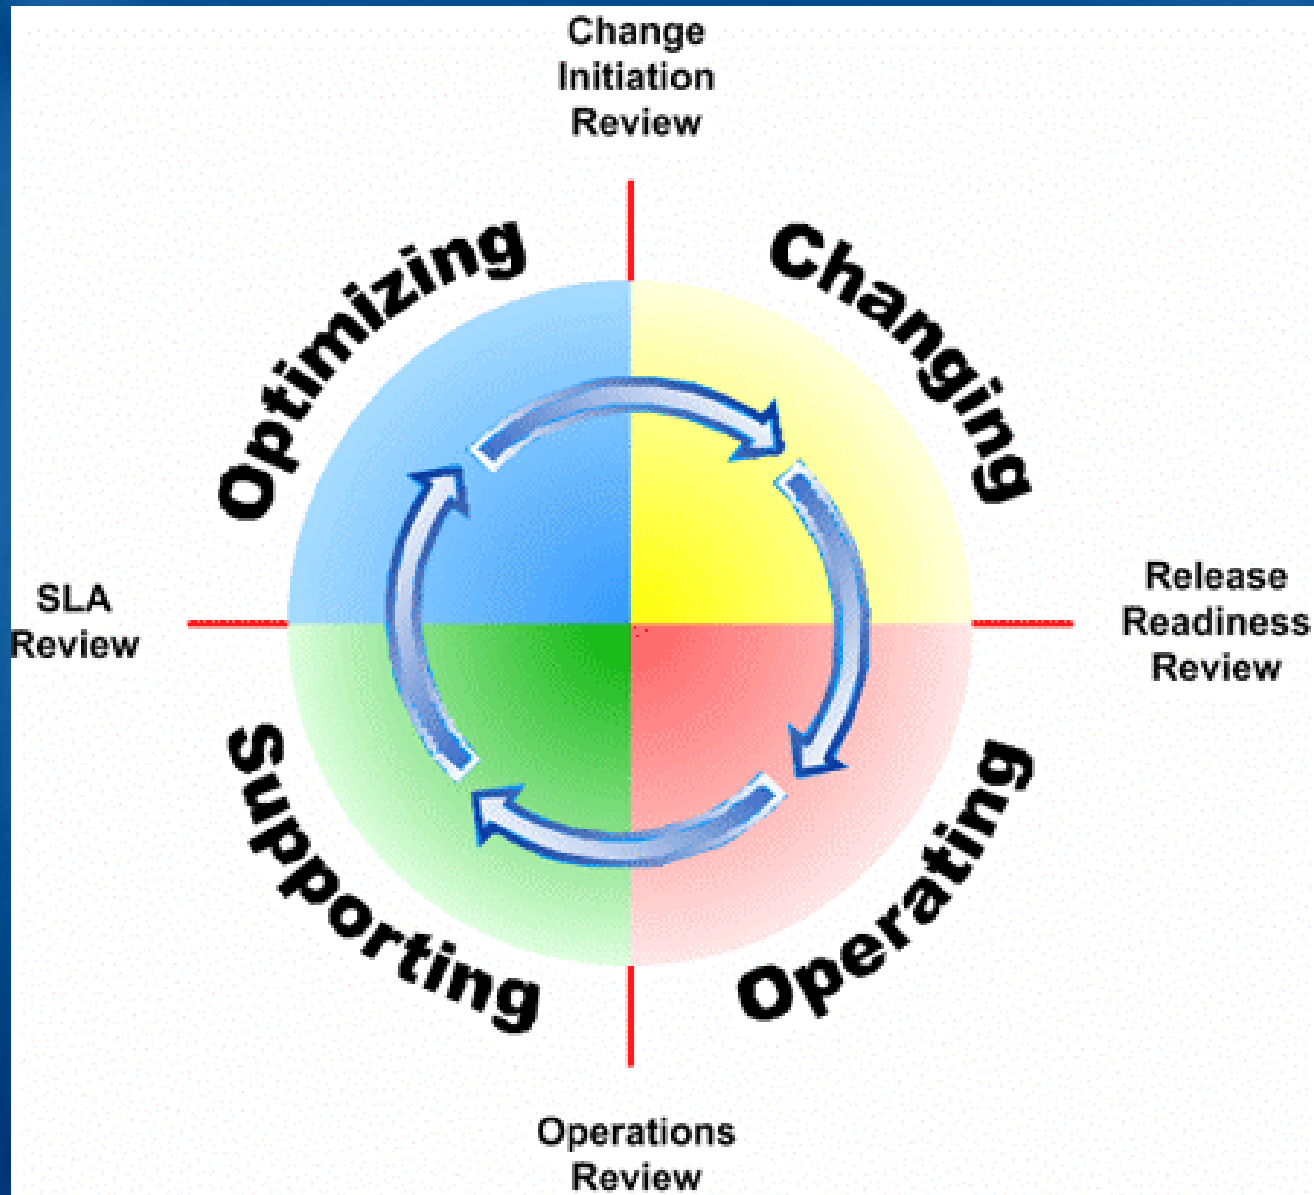 Change
Initiation
Review
Optimizing
Changing
SLA
Review
Release
Readiness
Review
Supporting
Operating
Operations
Review